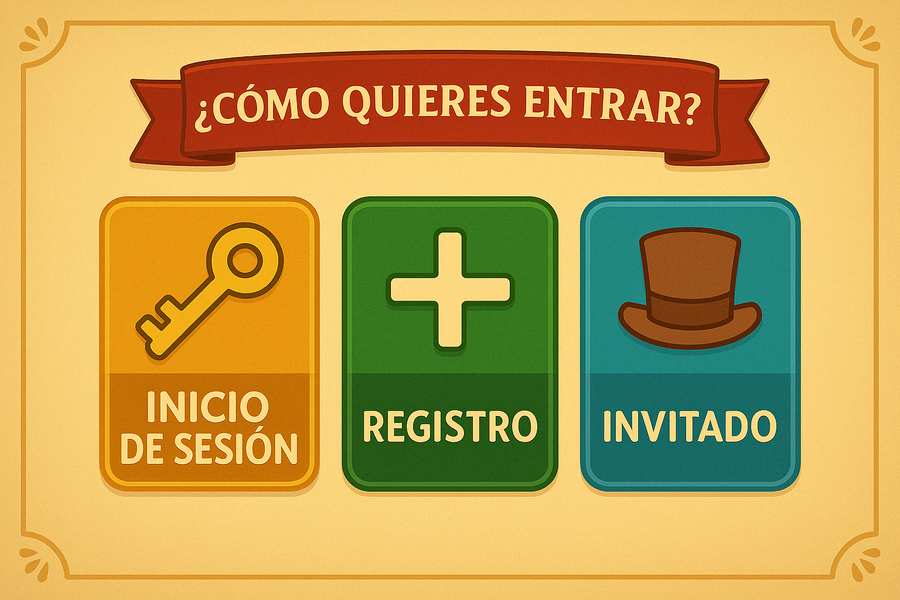 ¿CÓMO QUIERES ENTRAR?
INICIO
DE SESIÓN
REGISTRO
INVITADO